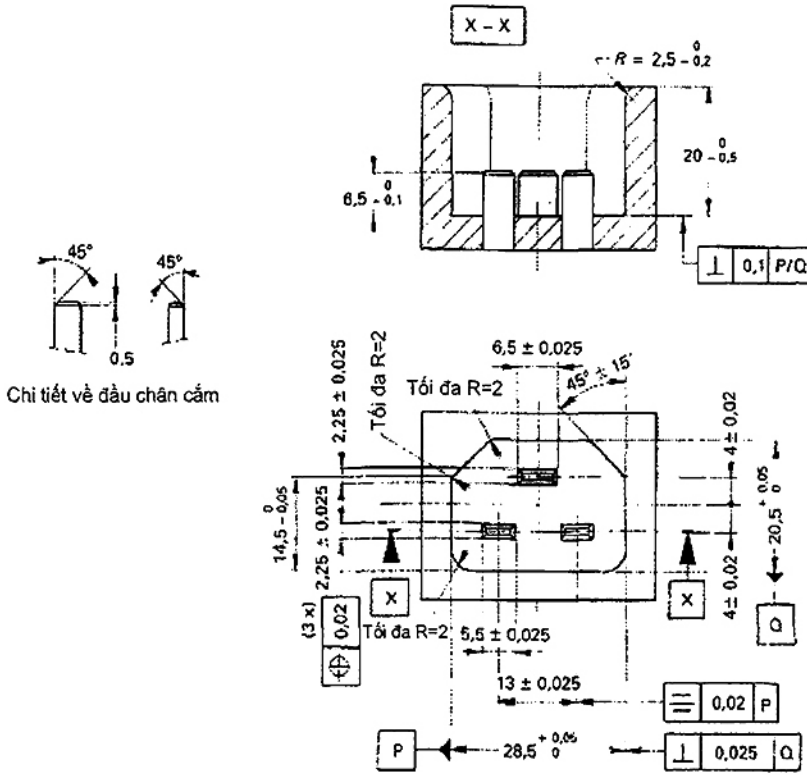 X - X
R = 2,5 - 0 0,2
20 - 0 0,5
6,5 - 0 0,1
⊥ 0,1 P/Q
45° 45°
0.5
Chi tiết về đầu chân cắm
6,5 ± 0,025
45° ± 15'
Tối đa R=2
Tối đa R=2
2,25 ± 0,025
4 ± 0,02
14,5 - 0 0,05
2,25 ± 0,025
20,5 + 0,05 0
4 ± 0,02
X X
Q
(3 x)
⌖ 0,02
Tối đa R=2
5,5 ± 0,025
13 ± 0,025
⌯ 0,02 P
P
28,5 + 0,05 0
⊥ 0,025 Q